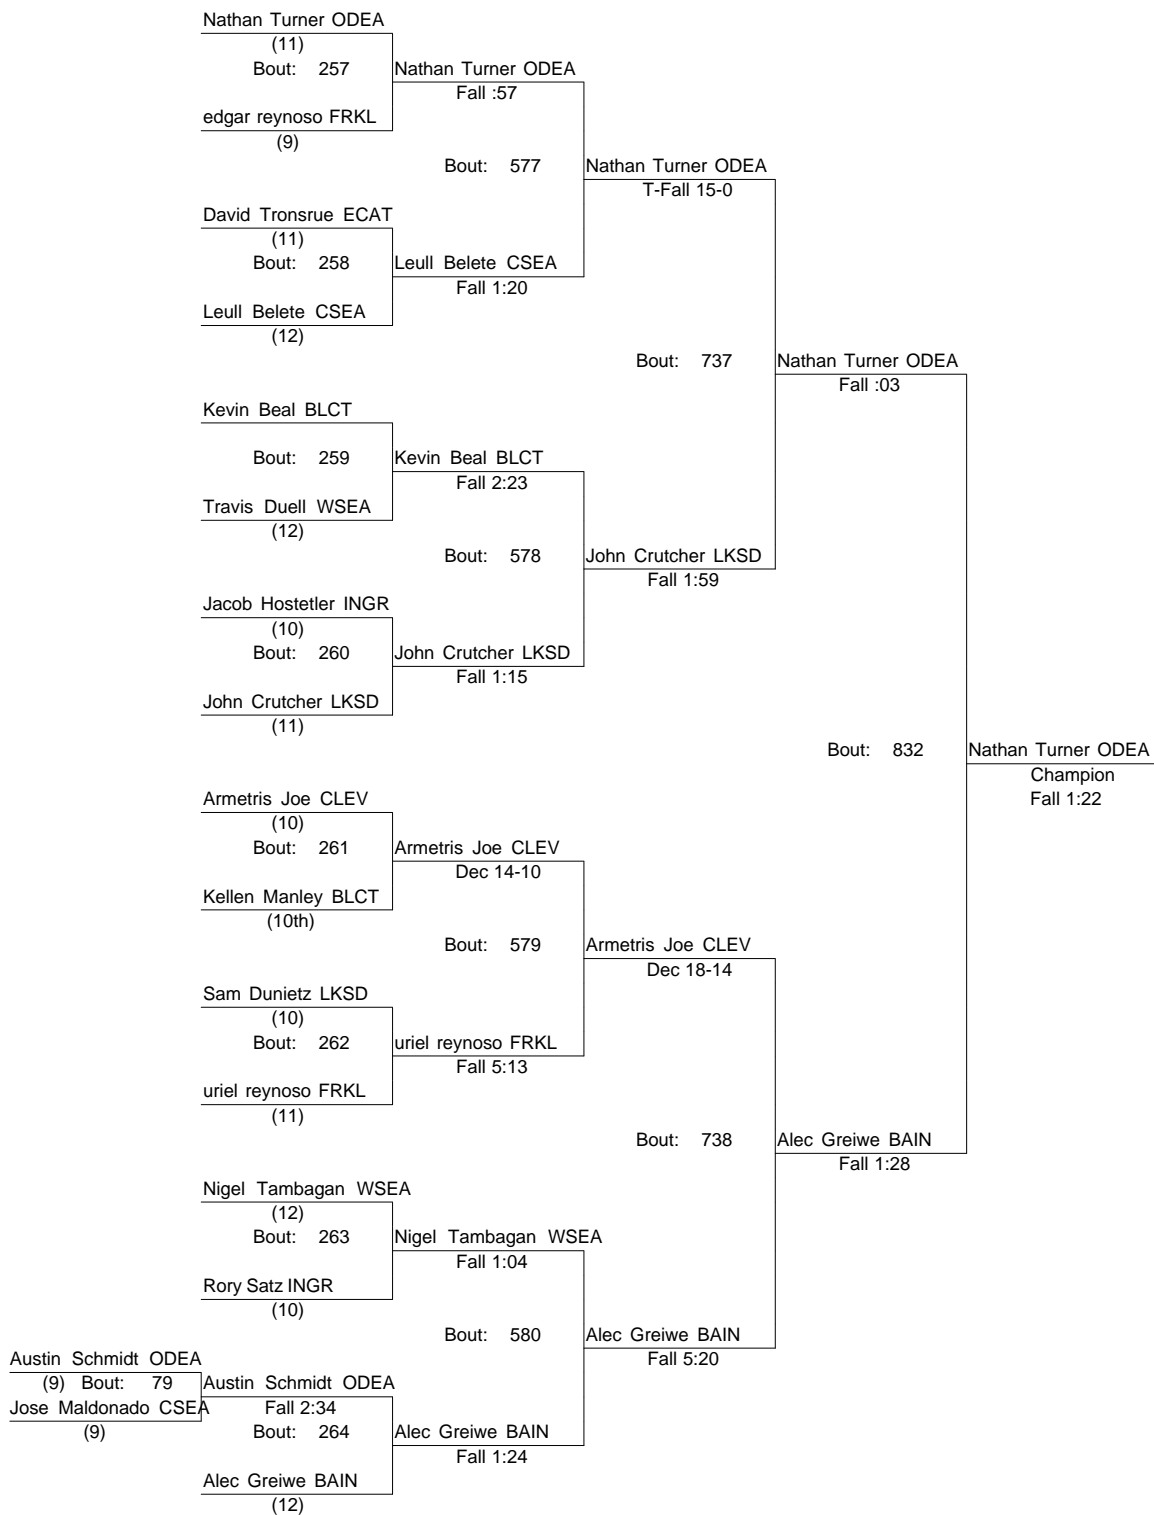 Nathan Turner ODEA
(11)
Bout: 257
Nathan Turner ODEA
Fall :57
edgar reynoso FRKL
(9)
Bout: 577
Nathan Turner ODEA
T-Fall 15-0
David Tronsrue ECAT
(11)
Bout: 258
Leull Belete CSEA
Fall 1:20
Leull Belete CSEA
(12)
Bout: 737
Nathan Turner ODEA
Fall :03
Kevin Beal BLCT
Bout: 259
Kevin Beal BLCT
Fall 2:23
Travis Duell WSEA
(12)
Bout: 578
John Crutcher LKSD
Fall 1:59
Jacob Hostetler INGR
(10)
Bout: 260
John Crutcher LKSD
Fall 1:15
John Crutcher LKSD
(11)
Bout: 832
Nathan Turner ODEA
Champion
Fall 1:22
Armetris Joe CLEV
(10)
Bout: 261
Armetris Joe CLEV
Dec 14-10
Kellen Manley BLCT
(10th)
Bout: 579
Armetris Joe CLEV
Dec 18-14
Sam Dunietz LKSD
(10)
Bout: 262
uriel reynoso FRKL
Fall 5:13
uriel reynoso FRKL
(11)
Bout: 738
Alec Greiwe BAIN
Fall 1:28
Nigel Tambagan WSEA
(12)
Bout: 263
Nigel Tambagan WSEA
Fall 1:04
Rory Satz INGR
(10)
Bout: 580
Alec Greiwe BAIN
Fall 5:20
Austin Schmidt ODEA
(9) Bout: 79
Austin Schmidt ODEA
Fall 2:34
Jose Maldonado CSEA
(9)
Bout: 264
Alec Greiwe BAIN
Fall 1:24
Alec Greiwe BAIN
(12)